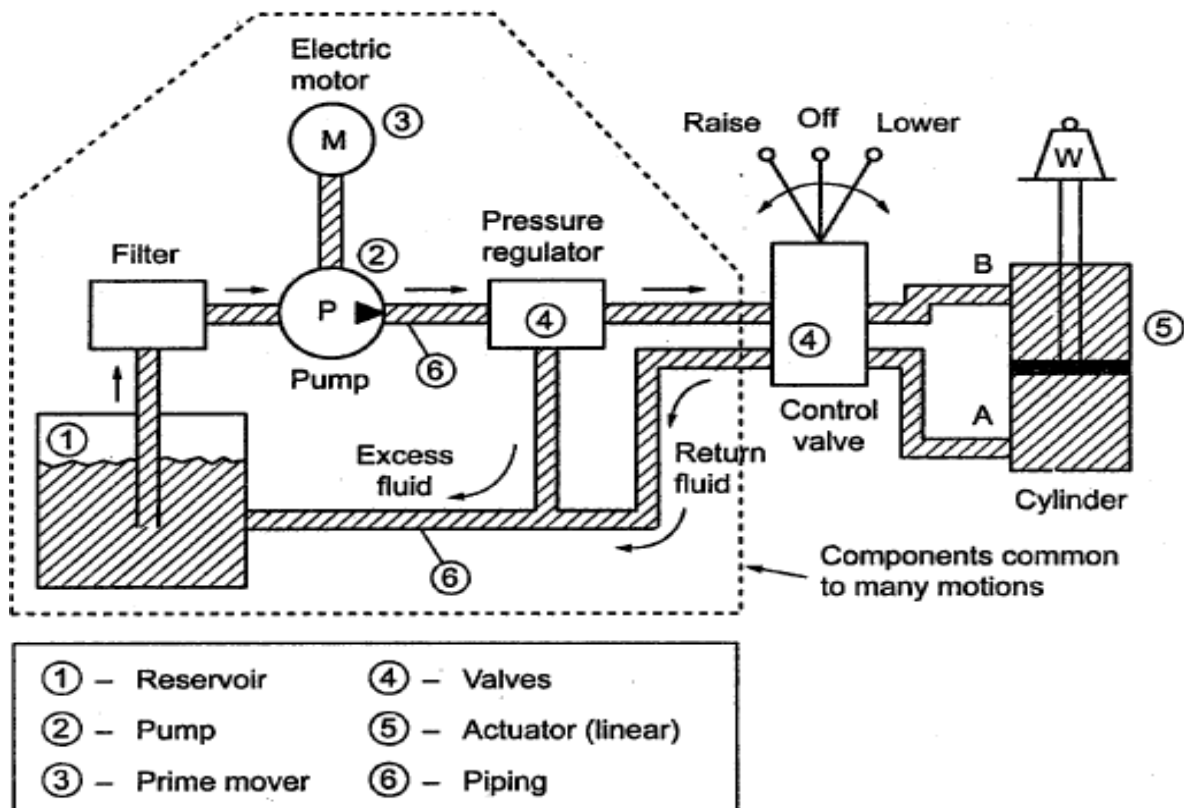 Electric
motor
M
③
Raise
Off
Lower
W
Filter
②
Pressure
regulator
B
P
④
④
⑤
Pump
⑥
Control
valve
A
①
Excess
fluid
Return
fluid
Cylinder
⑥
Components common
to many motions
① – Reservoir
④ – Valves
② – Pump
⑤ – Actuator (linear)
③ – Prime mover
⑥ – Piping